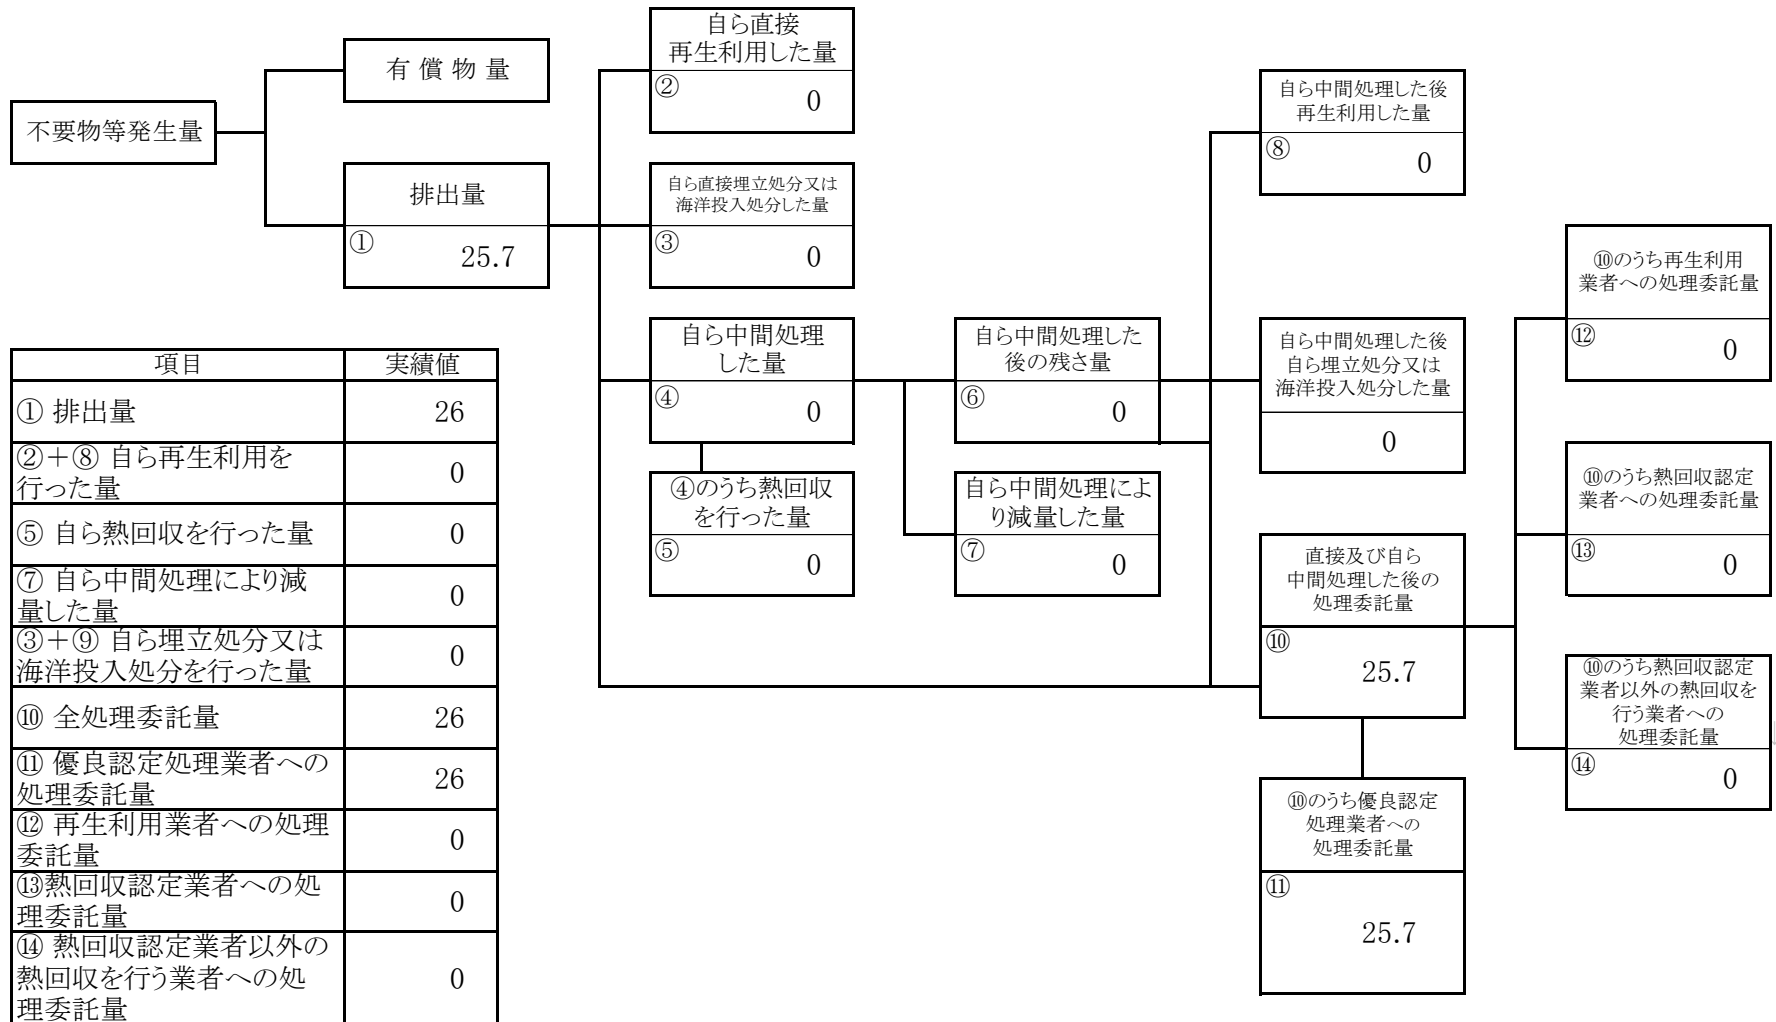 不要物等発生量
有 償 物 量
排出量
①
25.7
自ら直接
再生利用した量
②
0
自ら直接埋立処分又は
海洋投入処分した量
③
0
自ら中間処理
した量
④
0
④のうち熱回収
を行った量
⑤
0
自ら中間処理した
後の残さ量
⑥
0
自ら中間処理によ
り減量した量
⑦
0
自ら中間処理した後
再生利用した量
⑧
0
自ら中間処理した後
自ら埋立処分又は
海洋投入処分した量
0
直接及び自ら
中間処理した後の
処理委託量
⑩
25.7
⑩のうち優良認定
処理業者への
処理委託量
⑪
25.7
⑩のうち再生利用
業者への処理委託量
⑫
0
⑩のうち熱回収認定
業者への処理委託量
⑬
0
⑩のうち熱回収認定
業者以外の熱回収を
行う業者への
処理委託量
⑭
0
項目 実績値
① 排出量 26
②＋⑧ 自ら再生利用を
行った量 0
⑤ 自ら熱回収を行った量 0
⑦ 自ら中間処理により減
量した量 0
③＋⑨ 自ら埋立処分又は
海洋投入処分を行った量 0
⑩ 全処理委託量 26
⑪ 優良認定処理業者への
処理委託量 26
⑫ 再生利用業者への処理
委託量 0
⑬熱回収認定業者への処
理委託量 0
⑭ 熱回収認定業者以外の
熱回収を行う業者への処
理委託量 0